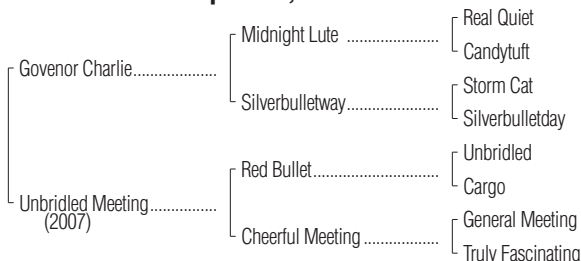 Real Quiet
Midnight Lute ....................
Candytuft
Govenor Charlie....................
Storm Cat
Silverbulletway......................
Silverbulletday
Unbridled
Red Bullet...........................
Cargo
Unbridled Meeting................
(2007)
General Meeting
Cheerful Meeting .................
Truly Fascinating